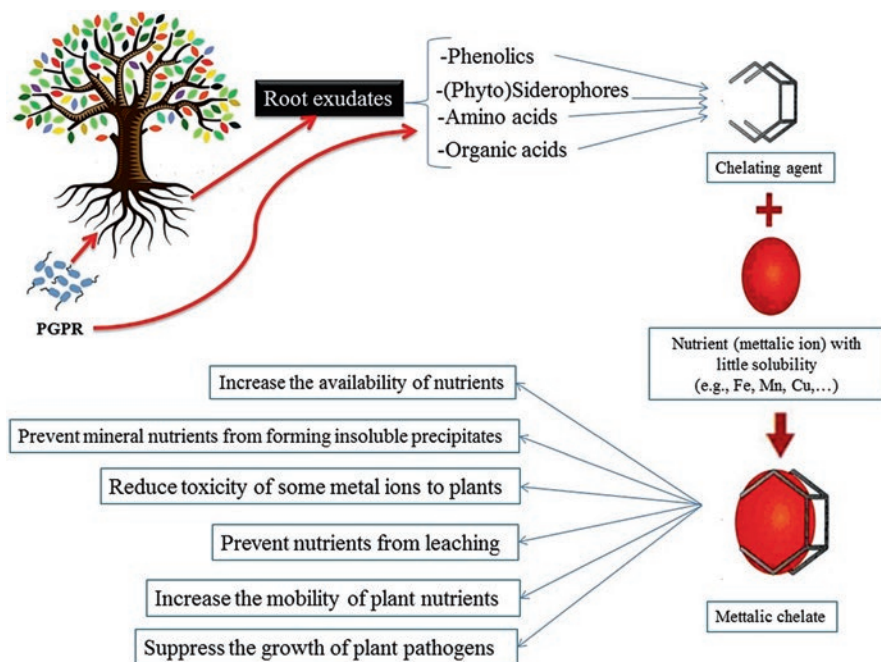 Root exudates
-Phenolics
-(Phyto)Siderophores
-Amino acids
-Organic acids
Chelating agent
PGPR
Nutrient (mettalic ion) with
little solubility
(e.g., Fe, Mn, Cu,...)
Increase the availability of nutrients
Prevent mineral nutrients from forming insoluble precipitates
Reduce toxicity of some metal ions to plants
Prevent nutrients from leaching
Increase the mobility of plant nutrients
Suppress the growth of plant pathogens
Mettalic chelate